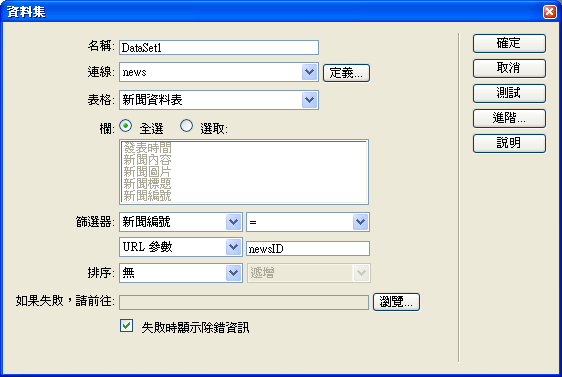 資料集
名稱: DataSet1
確定
連線: news 定義...
取消
表格: 新聞資料表
測試
欄: 全選 選取:
進階...
發表時間
說明
新聞內容
新聞圖片
新聞標題
新聞編號
篩選器: 新聞編號 =
URL 參數 newsID
排序: 無 遞增
如果失敗，請前往: 瀏覽...
失敗時顯示除錯資訊